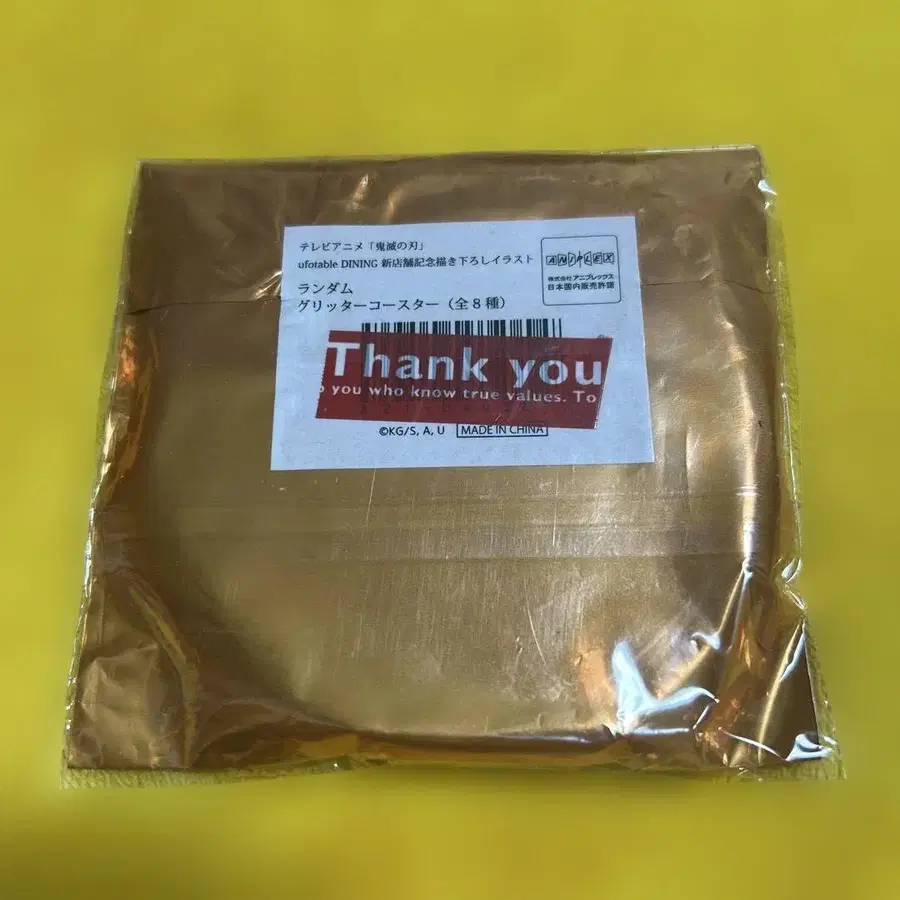 テレビアニメ「鬼滅の刃」
ufotable DINING 新店舗記念描き下ろしイラスト
ANIPLEX
株式会社アニプレックス
日本国内販売許諾
ランダム
グリッターコースター（全８種）
Thank you
you who know true values. To
©KG/S, A, U
MADE IN CHINA